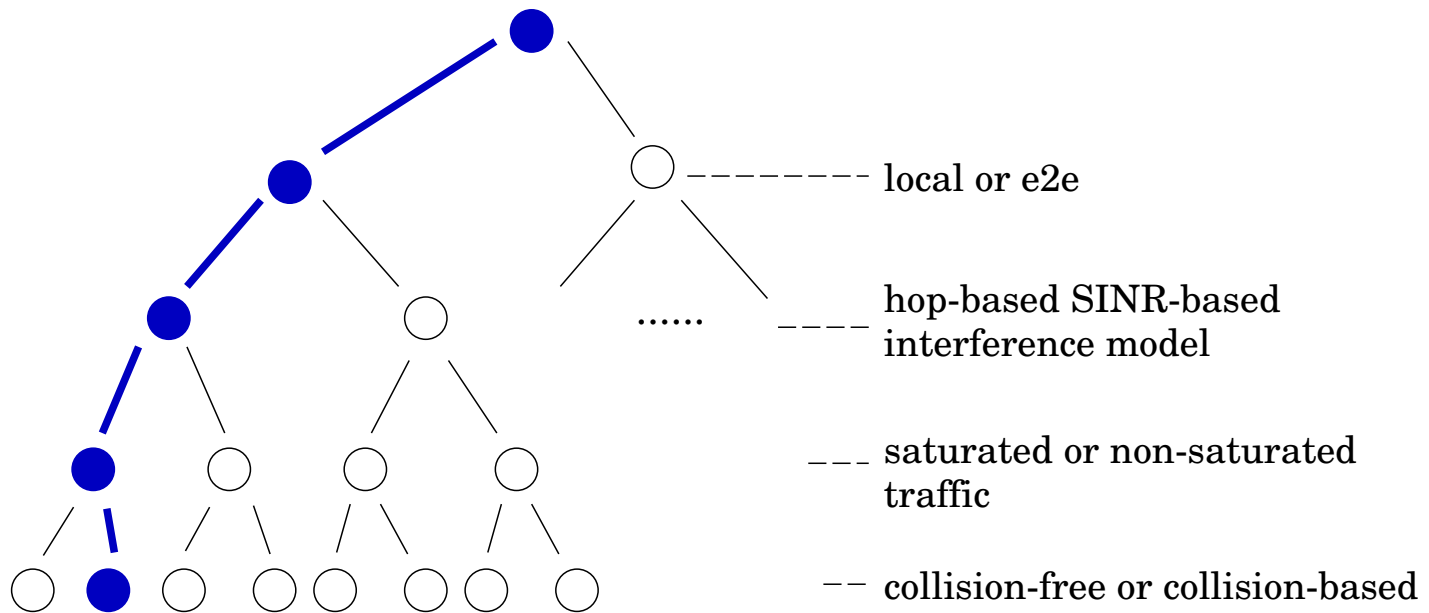 local or e2e
hop-based SINR-based
interference model
......
saturated or non-saturated
traffic
collision-free or collision-based